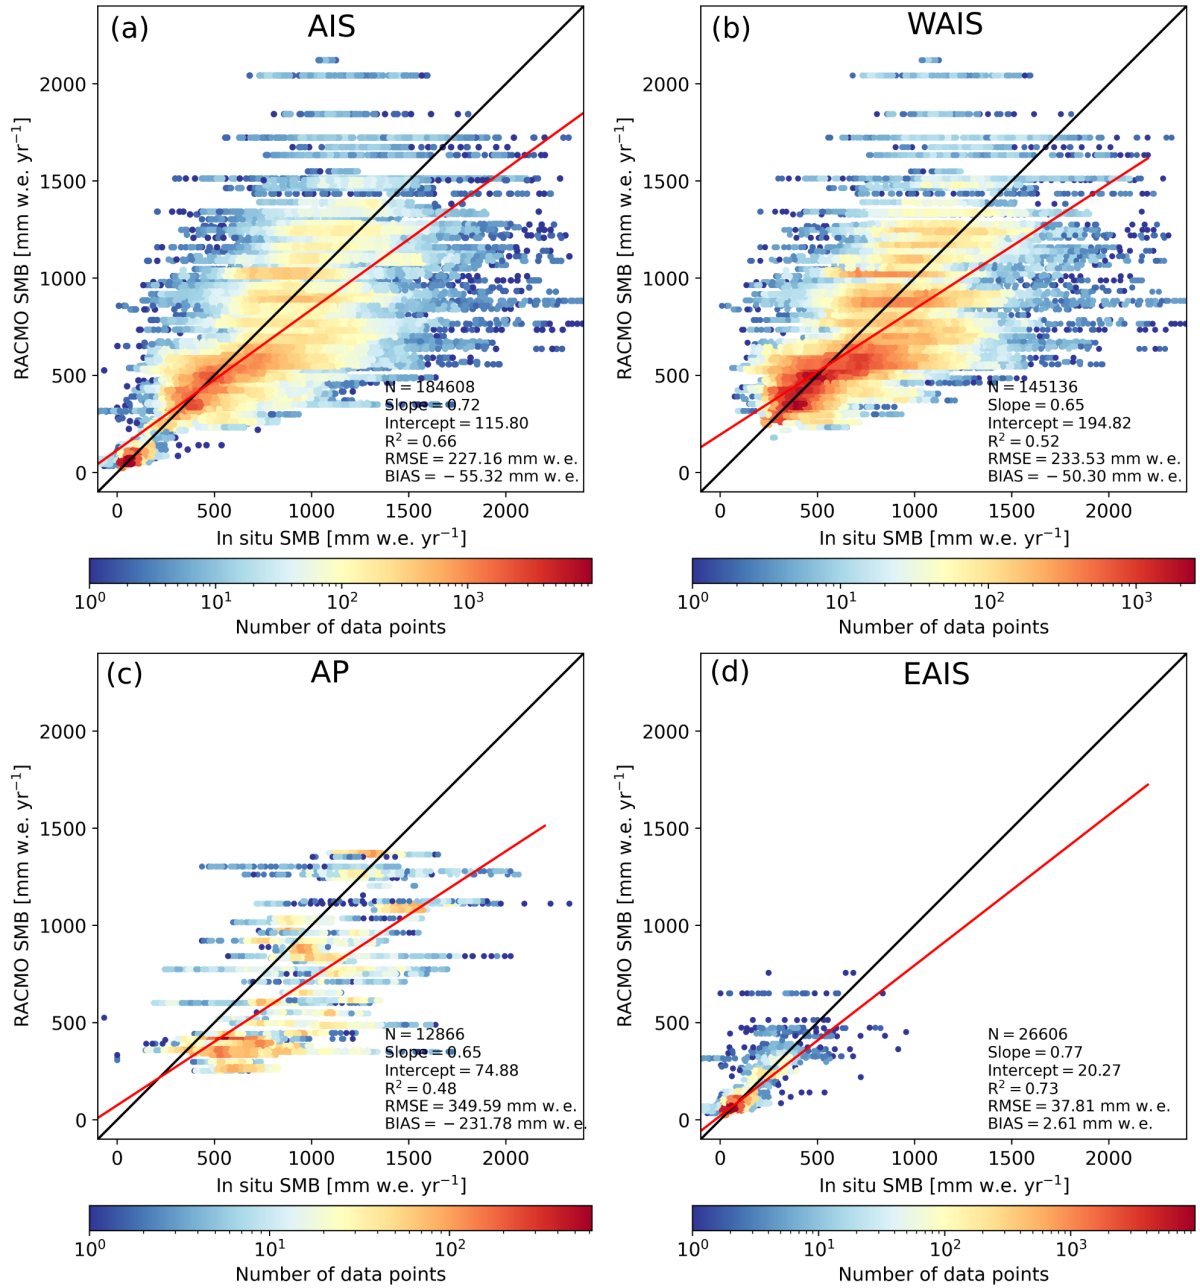 (a) AIS
RACMO SMB [mm w.e. yr⁻¹]
2000
1500
1000
500
0
N = 184608
Slope = 0.72
Intercept = 115.80
R² = 0.66
RMSE = 227.16 mm w. e.
BIAS = −55.32 mm w. e.
0 500 1000 1500 2000
In situ SMB [mm w.e. yr⁻¹]
10⁰ 10¹ 10² 10³
Number of data points
(b) WAIS
RACMO SMB [mm w.e. yr⁻¹]
2000
1500
1000
500
0
N = 145136
Slope = 0.65
Intercept = 194.82
R² = 0.52
RMSE = 233.53 mm w. e.
BIAS = −50.30 mm w. e.
0 500 1000 1500 2000
In situ SMB [mm w.e. yr⁻¹]
10⁰ 10¹ 10² 10³
Number of data points
(c) AP
RACMO SMB [mm w.e. yr⁻¹]
2000
1500
1000
500
0
N = 12866
Slope = 0.65
Intercept = 74.88
R² = 0.48
RMSE = 349.59 mm w. e.
BIAS = −231.78 mm w. e.
0 500 1000 1500 2000
In situ SMB [mm w.e. yr⁻¹]
10⁰ 10¹ 10²
Number of data points
(d) EAIS
RACMO SMB [mm w.e. yr⁻¹]
2000
1500
1000
500
0
N = 26606
Slope = 0.77
Intercept = 20.27
R² = 0.73
RMSE = 37.81 mm w. e.
BIAS = 2.61 mm w. e.
0 500 1000 1500 2000
In situ SMB [mm w.e. yr⁻¹]
10⁰ 10¹ 10² 10³
Number of data points